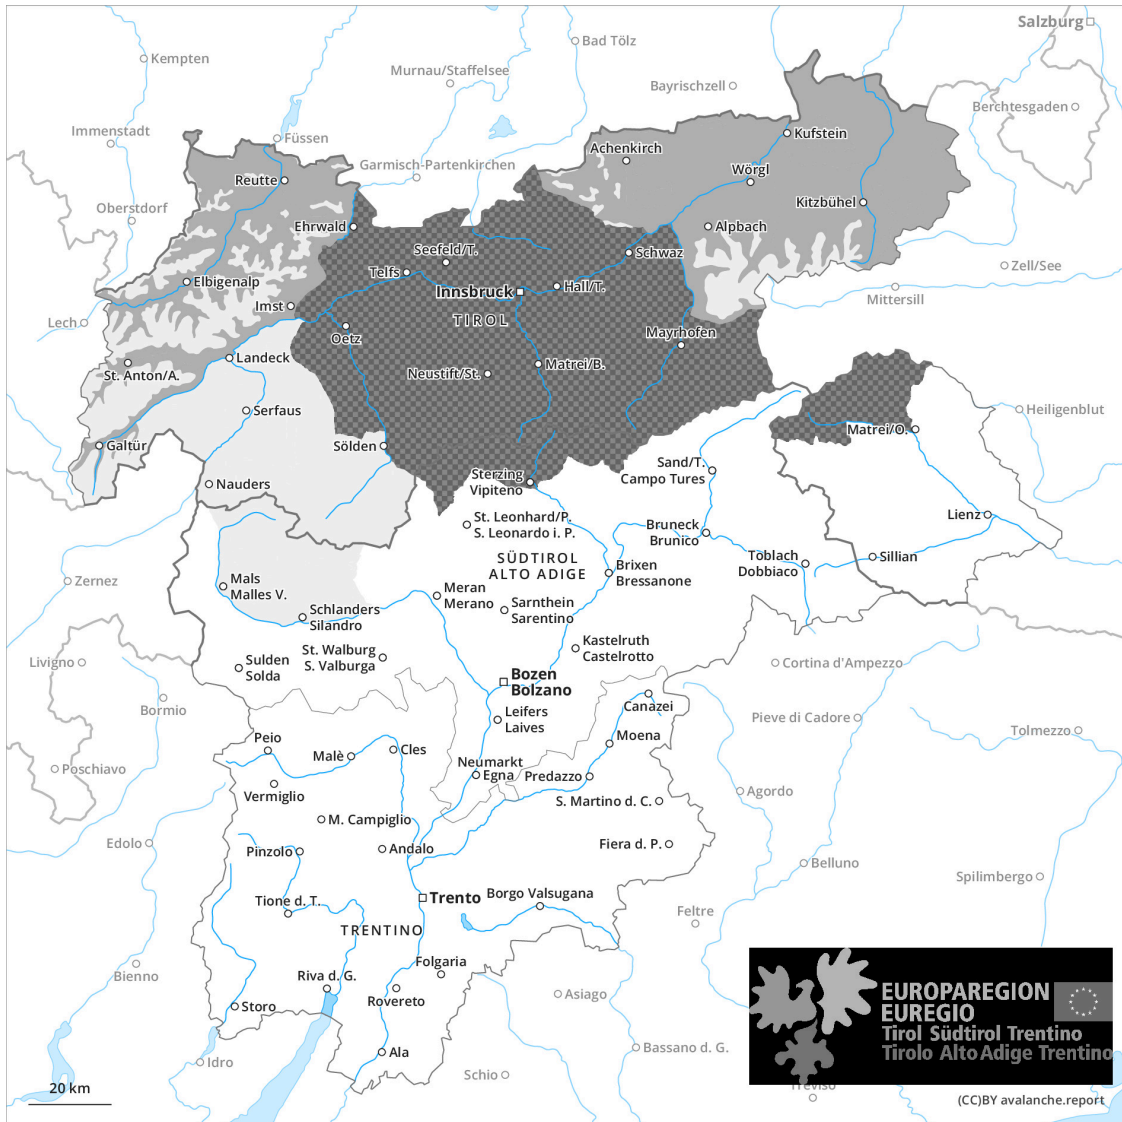 Salzburg
Bad Tölz
Kempten
Murnau/Staffelsee
Bayrischzell
Berchtesgaden
Immenstadt
Füssen
Kufstein
Achenkirch
Garmisch-Partenkirchen
Wörgl
Reutte
Kitzbühel
Oberstdorf
Ehrwald
Alpbach
Seefeld/T.
Schwaz
Zell/See
Telfs
Elbigenalp
Innsbruck
Hall/T.
Mittersill
Imst
TIROL
Lech
Oetz
Mayrhofen
Landeck
Matrei/B.
St. Anton/A.
Neustift/St.
Serfaus
Heiligenblut
Matrei/O.
Galtür
Sölden
Sand/T.
Campo Tures
Sterzing
Vipiteno
Nauders
St. Leonhard/P.
S. Leonardo i. P.
Lienz
Bruneck
Brunico
SÜDTIROL
ALTO ADIGE
Toblach
Dobbiaco
Sillian
Brixen
Bressanone
Zernez
Mals
Malles V.
Meran
Merano
Sarnthein
Sarentino
Schlanders
Silandro
Kastelruth
Castelrotto
St. Walburg
S. Valburga
Livigno
Sulden
Solda
Cortina d'Ampezzo
Bozen
Bolzano
Bormio
Canazei
Leifers
Laives
Pieve di Cadore
Tolmezzo
Moena
Peio
Cles
Malè
Neumarkt
Egna
Predazzo
Poschiavo
Vermiglio
Agordo
S. Martino d. C.
M. Campiglio
Edolo
Pinzolo
Andalo
Fiera d. P.
Belluno
Spilimbergo
Tione d. T.
Trento
Borgo Valsugana
Feltre
TRENTINO
Bienno
Riva d. G.
Folgaria
Storo
Rovereto
Asiago
EUROPAREGION
EUREGIO
Tirol Südtirol Trentino
Tirolo Alto Adige Trentino
Idro
Ala
Bassano d. G.
Schio
Treviso
20 km
(CC)BY avalanche.report